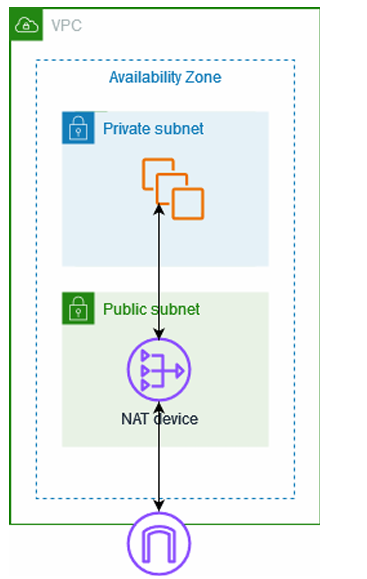 VPC
Availability Zone
Private subnet
Public subnet
NAT device